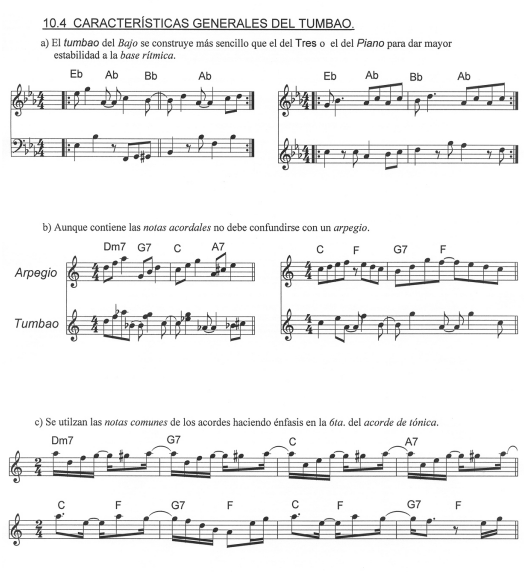 10.4 CARACTERÍSTICAS GENERALES DEL TUMBAO.
a) El tumbao del Bajo se construye más sencillo que el del Tres o el del Piano para dar mayor
estabilidad a la base rítmica.
Eb Ab Bb Ab
Eb Ab Bb Ab
b) Aunque contiene las notas acordales no debe confundirse con un arpegio.
Dm7 G7 C A7
C F G7 F
Arpegio
Tumbao
c) Se utilzan las notas comunes de los acordes haciendo énfasis en la 6ta. del acorde de tónica.
Dm7 G7 C A7
C F G7 F C F G7 F